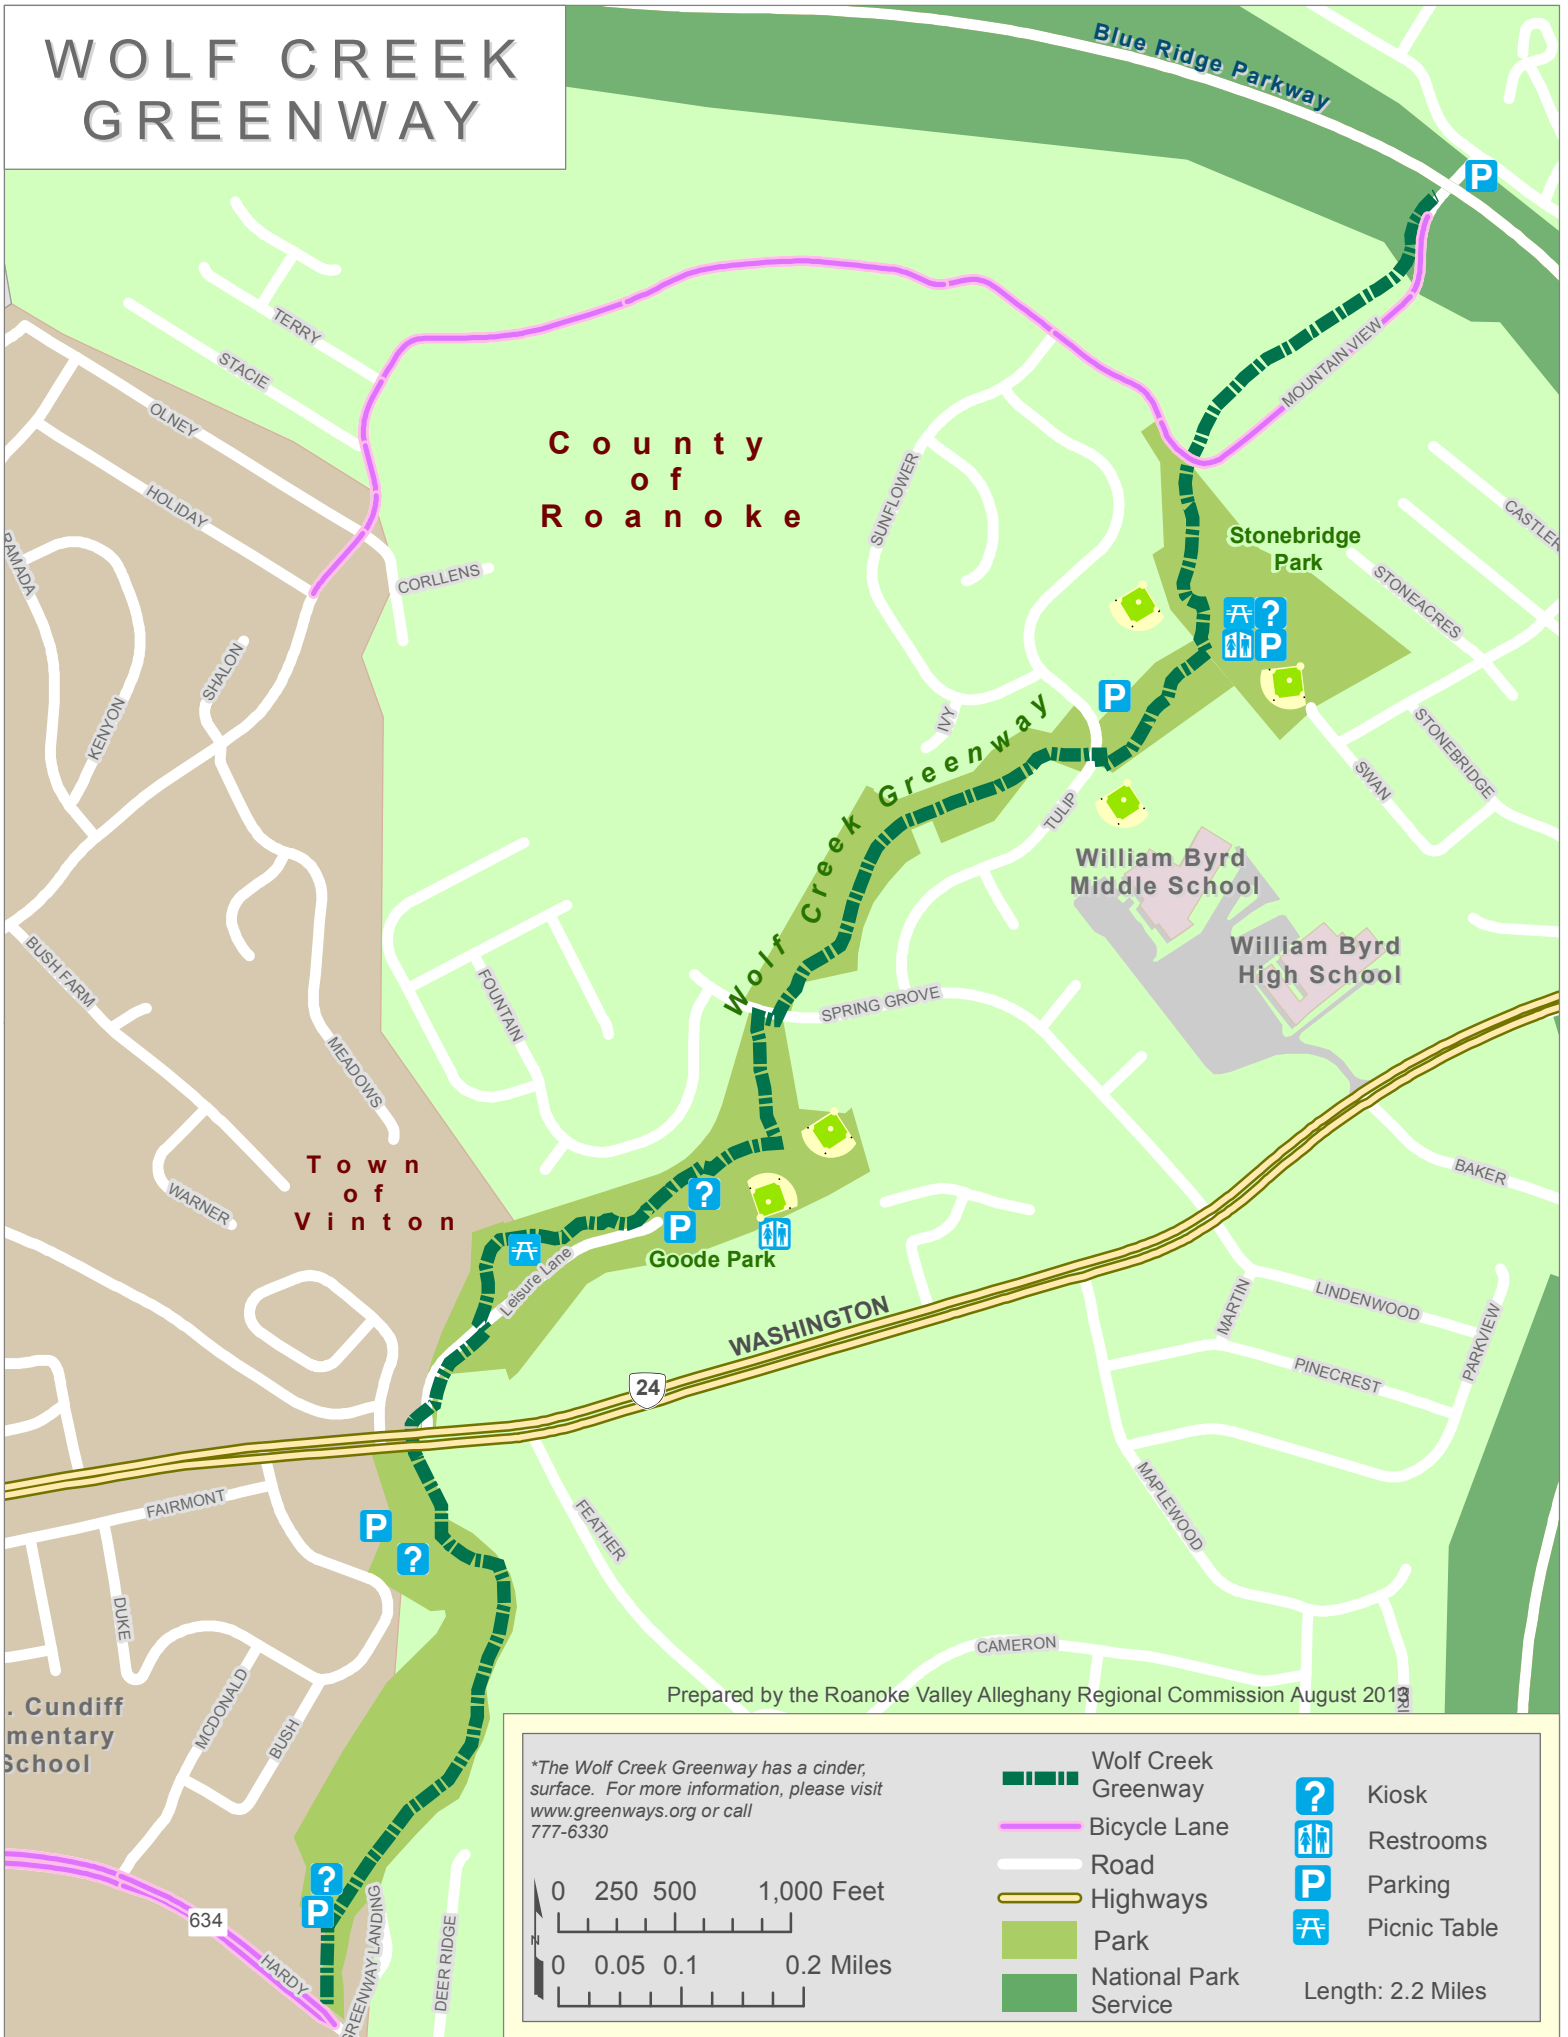 WOLF CREEK
GREENWAY
Blue Ridge Parkway
P
TERRY
STACIE
OLNEY
HOLIDAY
MOUNTAIN VIEW
County
of
Roanoke
SUNFLOWER
CASTLER
Stonebridge
Park
RAMADA
CORLLENS
STONEACRES
?
P
SHALON
KENYON
P
IVY
Wolf Creek Greenway
STONEBRIDGE
SWAN
TULIP
William Byrd
Middle School
William Byrd
High School
BUSH FARM
FOUNTAIN
SPRING GROVE
MEADOWS
Town
of
Vinton
WARNER
BAKER
?
P
Goode Park
Leisure Lane
WASHINGTON
24
MARTIN
LINDENWOOD
PARKVIEW
PINECREST
FAIRMONT
P
?
FEATHER
MAPLEWOOD
DUKE
CAMERON
MCDONALD
BUSH
. Cundiff
mentary
School
BRI
Prepared by the Roanoke Valley Alleghany Regional Commission August 2013
?
P
634
HARDY
GREENWAY LANDING
DEER RIDGE
*The Wolf Creek Greenway has a cinder,
surface. For more information, please visit
www.greenways.org or call
777-6330
0 250 500 1,000 Feet
N
0 0.05 0.1 0.2 Miles
Wolf Creek
Greenway
Bicycle Lane
Road
Highways
Park
National Park
Service
? Kiosk
Restrooms
P Parking
Picnic Table
Length: 2.2 Miles